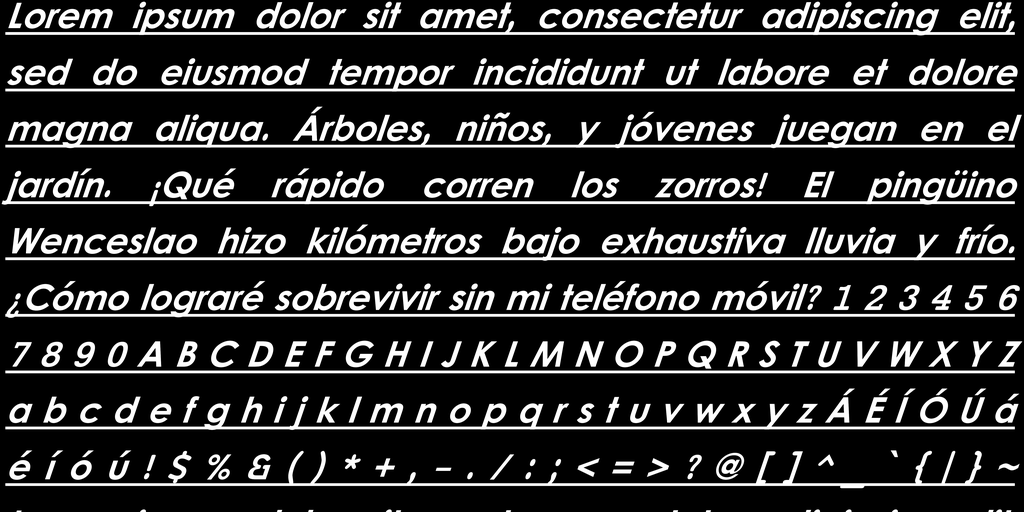 Lorem ipsum dolor sit amet, consectetur adipiscing elit,
sed do eiusmod tempor incididunt ut labore et dolore
magna aliqua. Árboles, niños, y jóvenes juegan en el
jardín. ¡Qué rápido corren los zorros! El pingüino
Wenceslao hizo kilómetros bajo exhaustiva lluvia y frío.
¿Cómo lograré sobrevivir sin mi teléfono móvil? 1 2 3 4 5 6
7 8 9 0 A B C D E F G H I J K L M N O P Q R S T U V W X Y Z
a b c d e f g h i j k l m n o p q r s t u v w x y z Á É Í Ó Ú á
é í ó ú ! $ % & ( ) * + , - . / : ; < = > ? @ [ ] ^ _ ` { | } ~